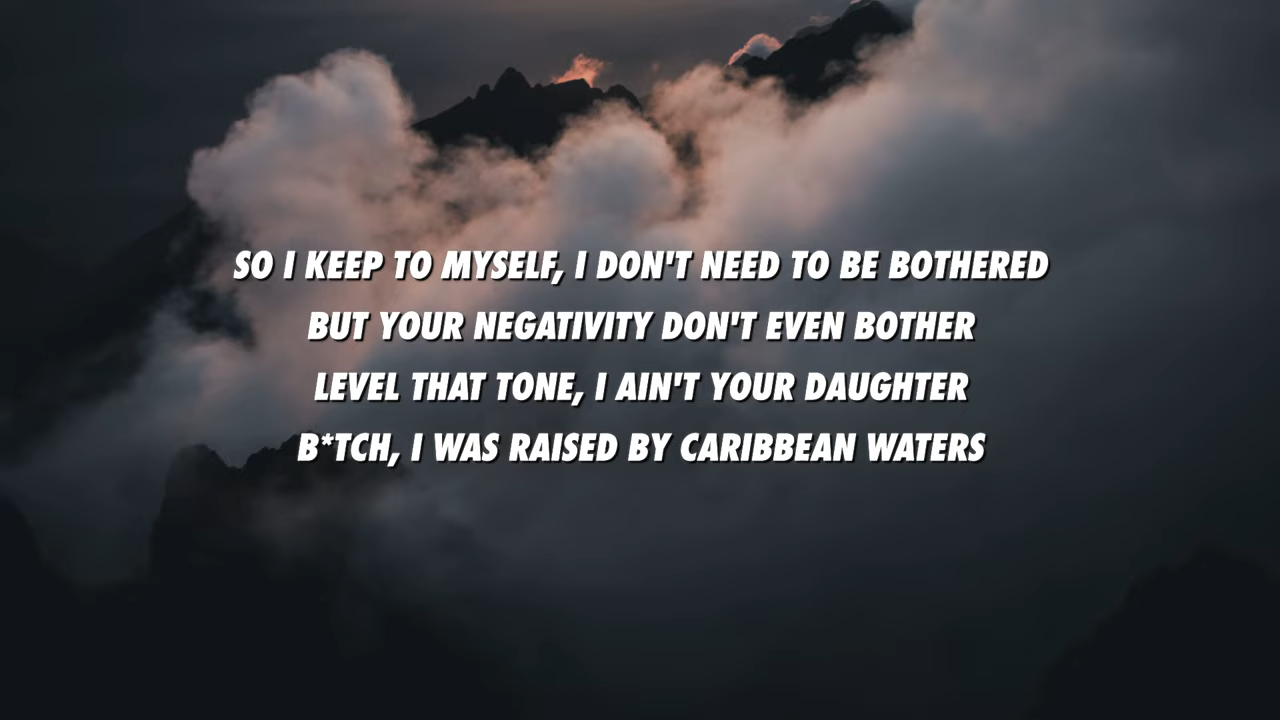 SO I KEEP TO MYSELF, I DON'T NEED TO BE BOTHERED
BUT YOUR NEGATIVITY DON'T EVEN BOTHER
LEVEL THAT TONE, I AIN'T YOUR DAUGHTER
B*TCH, I WAS RAISED BY CARIBBEAN WATERS